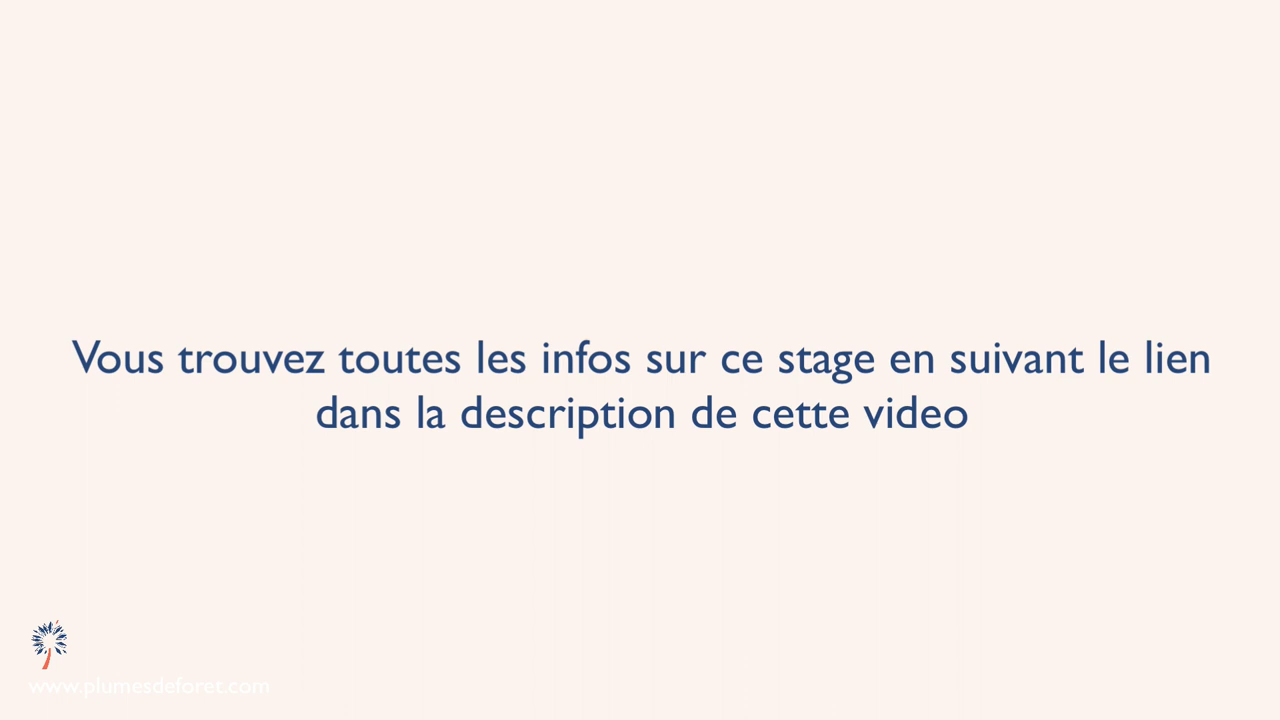 Vous trouvez toutes les infos sur ce stage en suivant le lien
dans la description de cette video
www.plumesdeforet.com